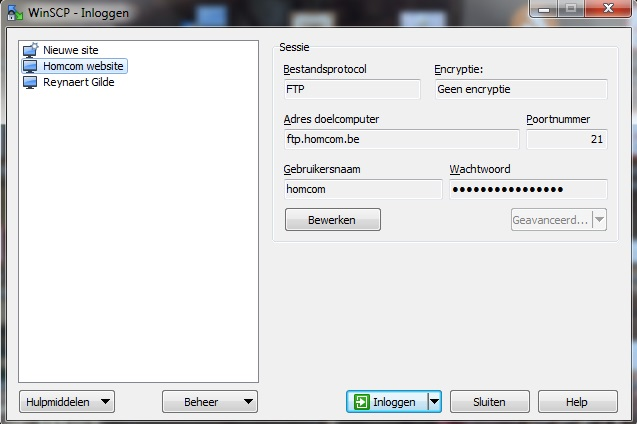 WinSCP - Inloggen
Nieuwe site
Homcom website
Reynaert Gilde
Sessie
Bestandsprotocol
Encryptie:
FTP
Geen encryptie
Adres doelcomputer
Poortnummer
ftp.homcom.be
21
Gebruikersnaam
Wachtwoord
homcom
••••••••••••••••
Bewerken
Geavanceerd...
Hulpmiddelen
Beheer
Inloggen
Sluiten
Help